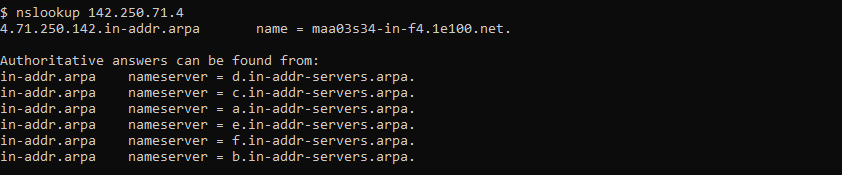 $ nslookup 142.250.71.4
4.71.250.142.in-addr.arpa       name = maa03s34-in-f4.1e100.net.
Authoritative answers can be found from:
in-addr.arpa    nameserver = d.in-addr-servers.arpa.
in-addr.arpa    nameserver = c.in-addr-servers.arpa.
in-addr.arpa    nameserver = a.in-addr-servers.arpa.
in-addr.arpa    nameserver = e.in-addr-servers.arpa.
in-addr.arpa    nameserver = f.in-addr-servers.arpa.
in-addr.arpa    nameserver = b.in-addr-servers.arpa.